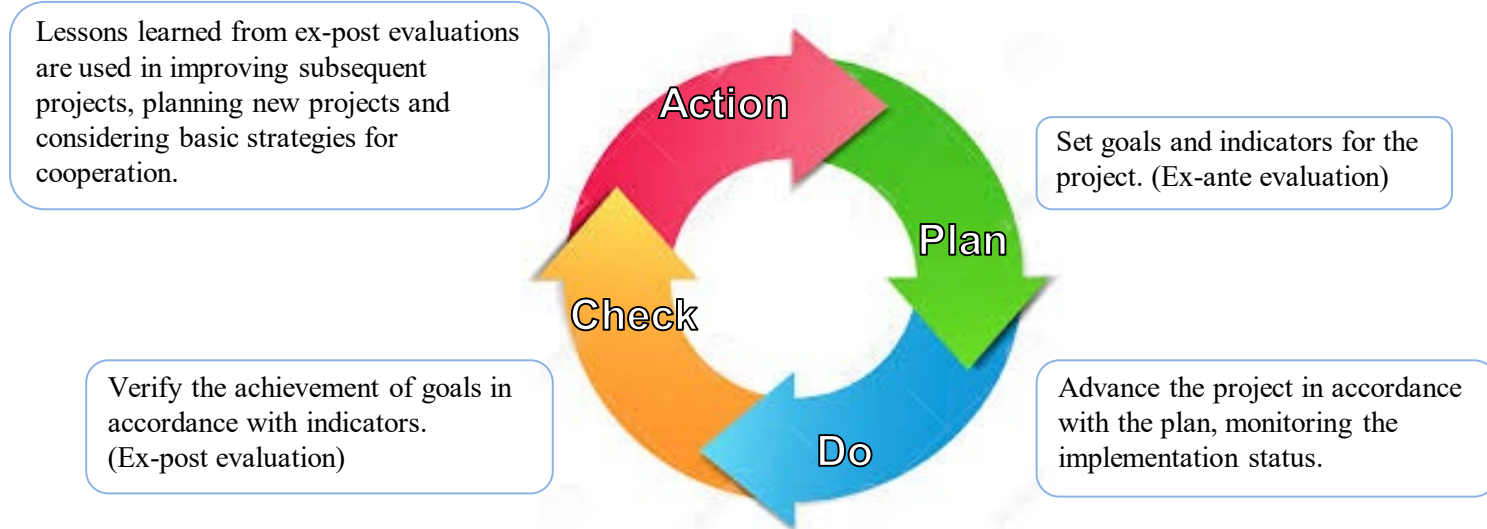 Lessons learned from ex-post evaluations
are used in improving subsequent
projects, planning new projects and
considering basic strategies for
cooperation.
Action
Set goals and indicators for the
project. (Ex-ante evaluation)
Plan
Check
Verify the achievement of goals in
accordance with indicators.
(Ex-post evaluation)
Do
Advance the project in accordance
with the plan, monitoring the
implementation status.